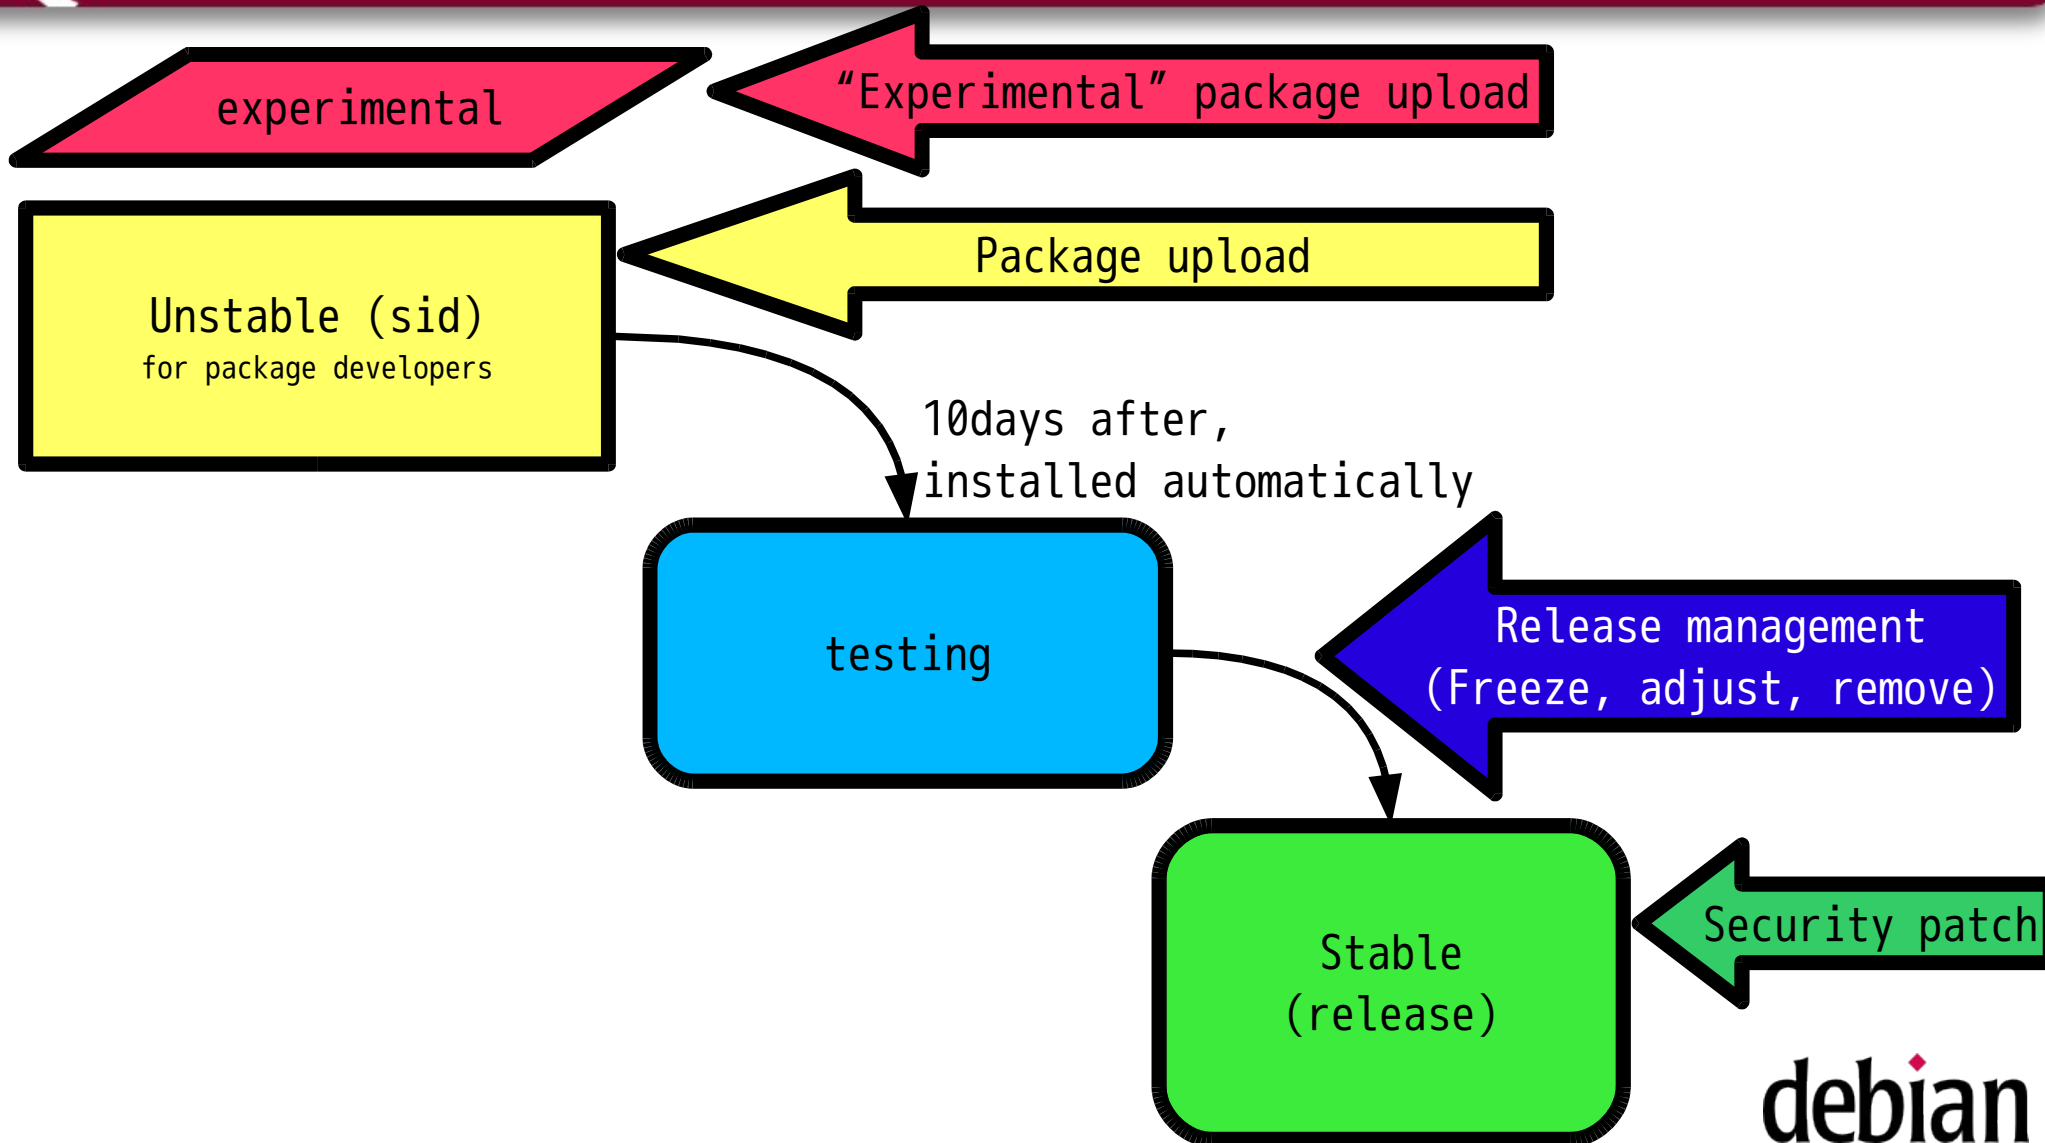 experimental
“Experimental” package upload
Package upload
Unstable (sid)
for package developers
10days after,
installed automatically
testing
Release management
(Freeze, adjust, remove)
Security patch
Stable
(release)
debian